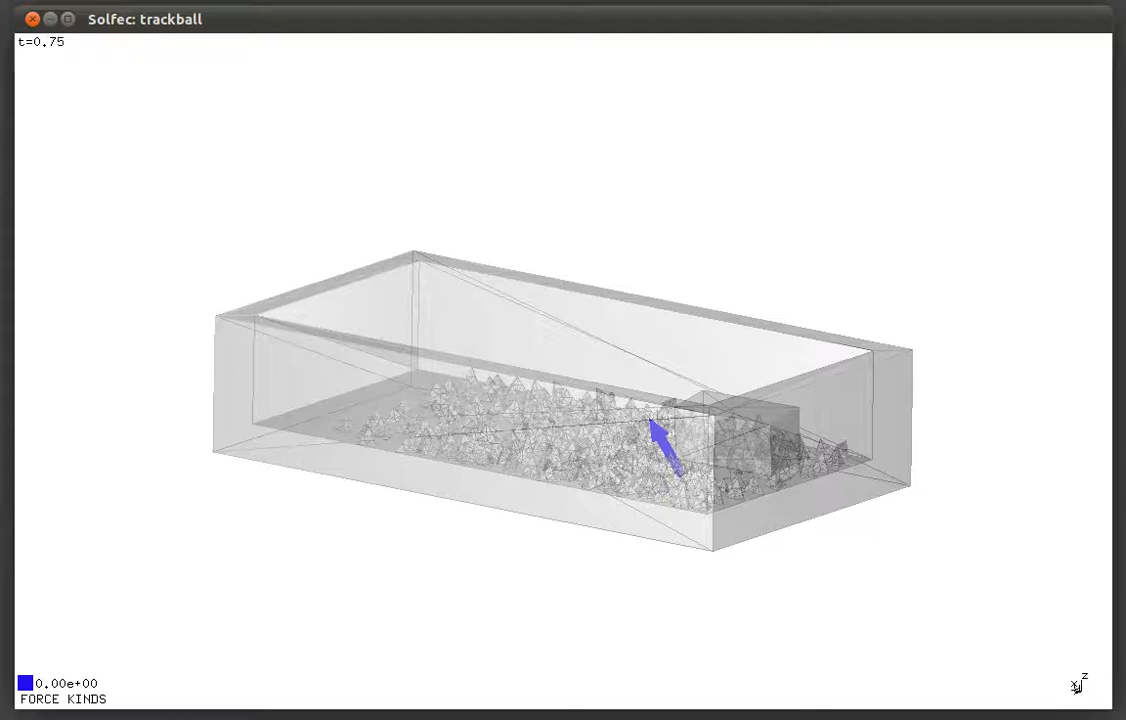 Solfec: trackball
t=0.75
0.00e+00
FORCE KINDS
z
x